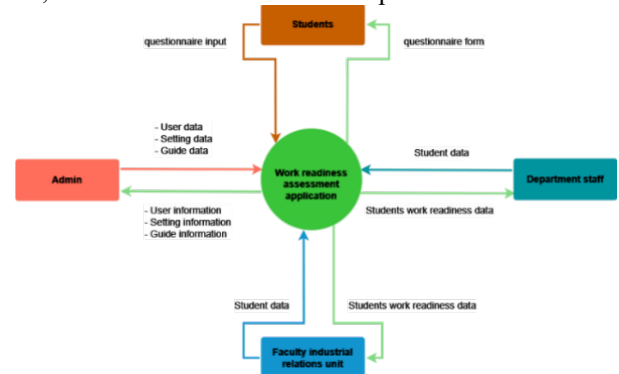 Students
questionnaire input
questionnaire form
- User data
- Setting data
- Guide data
Student data
Admin
Work readiness
assessment
application
Department staff
- User information
- Setting information
- Guide information
Students work readiness data
Student data
Students work readiness data
Faculty industrial
relations unit